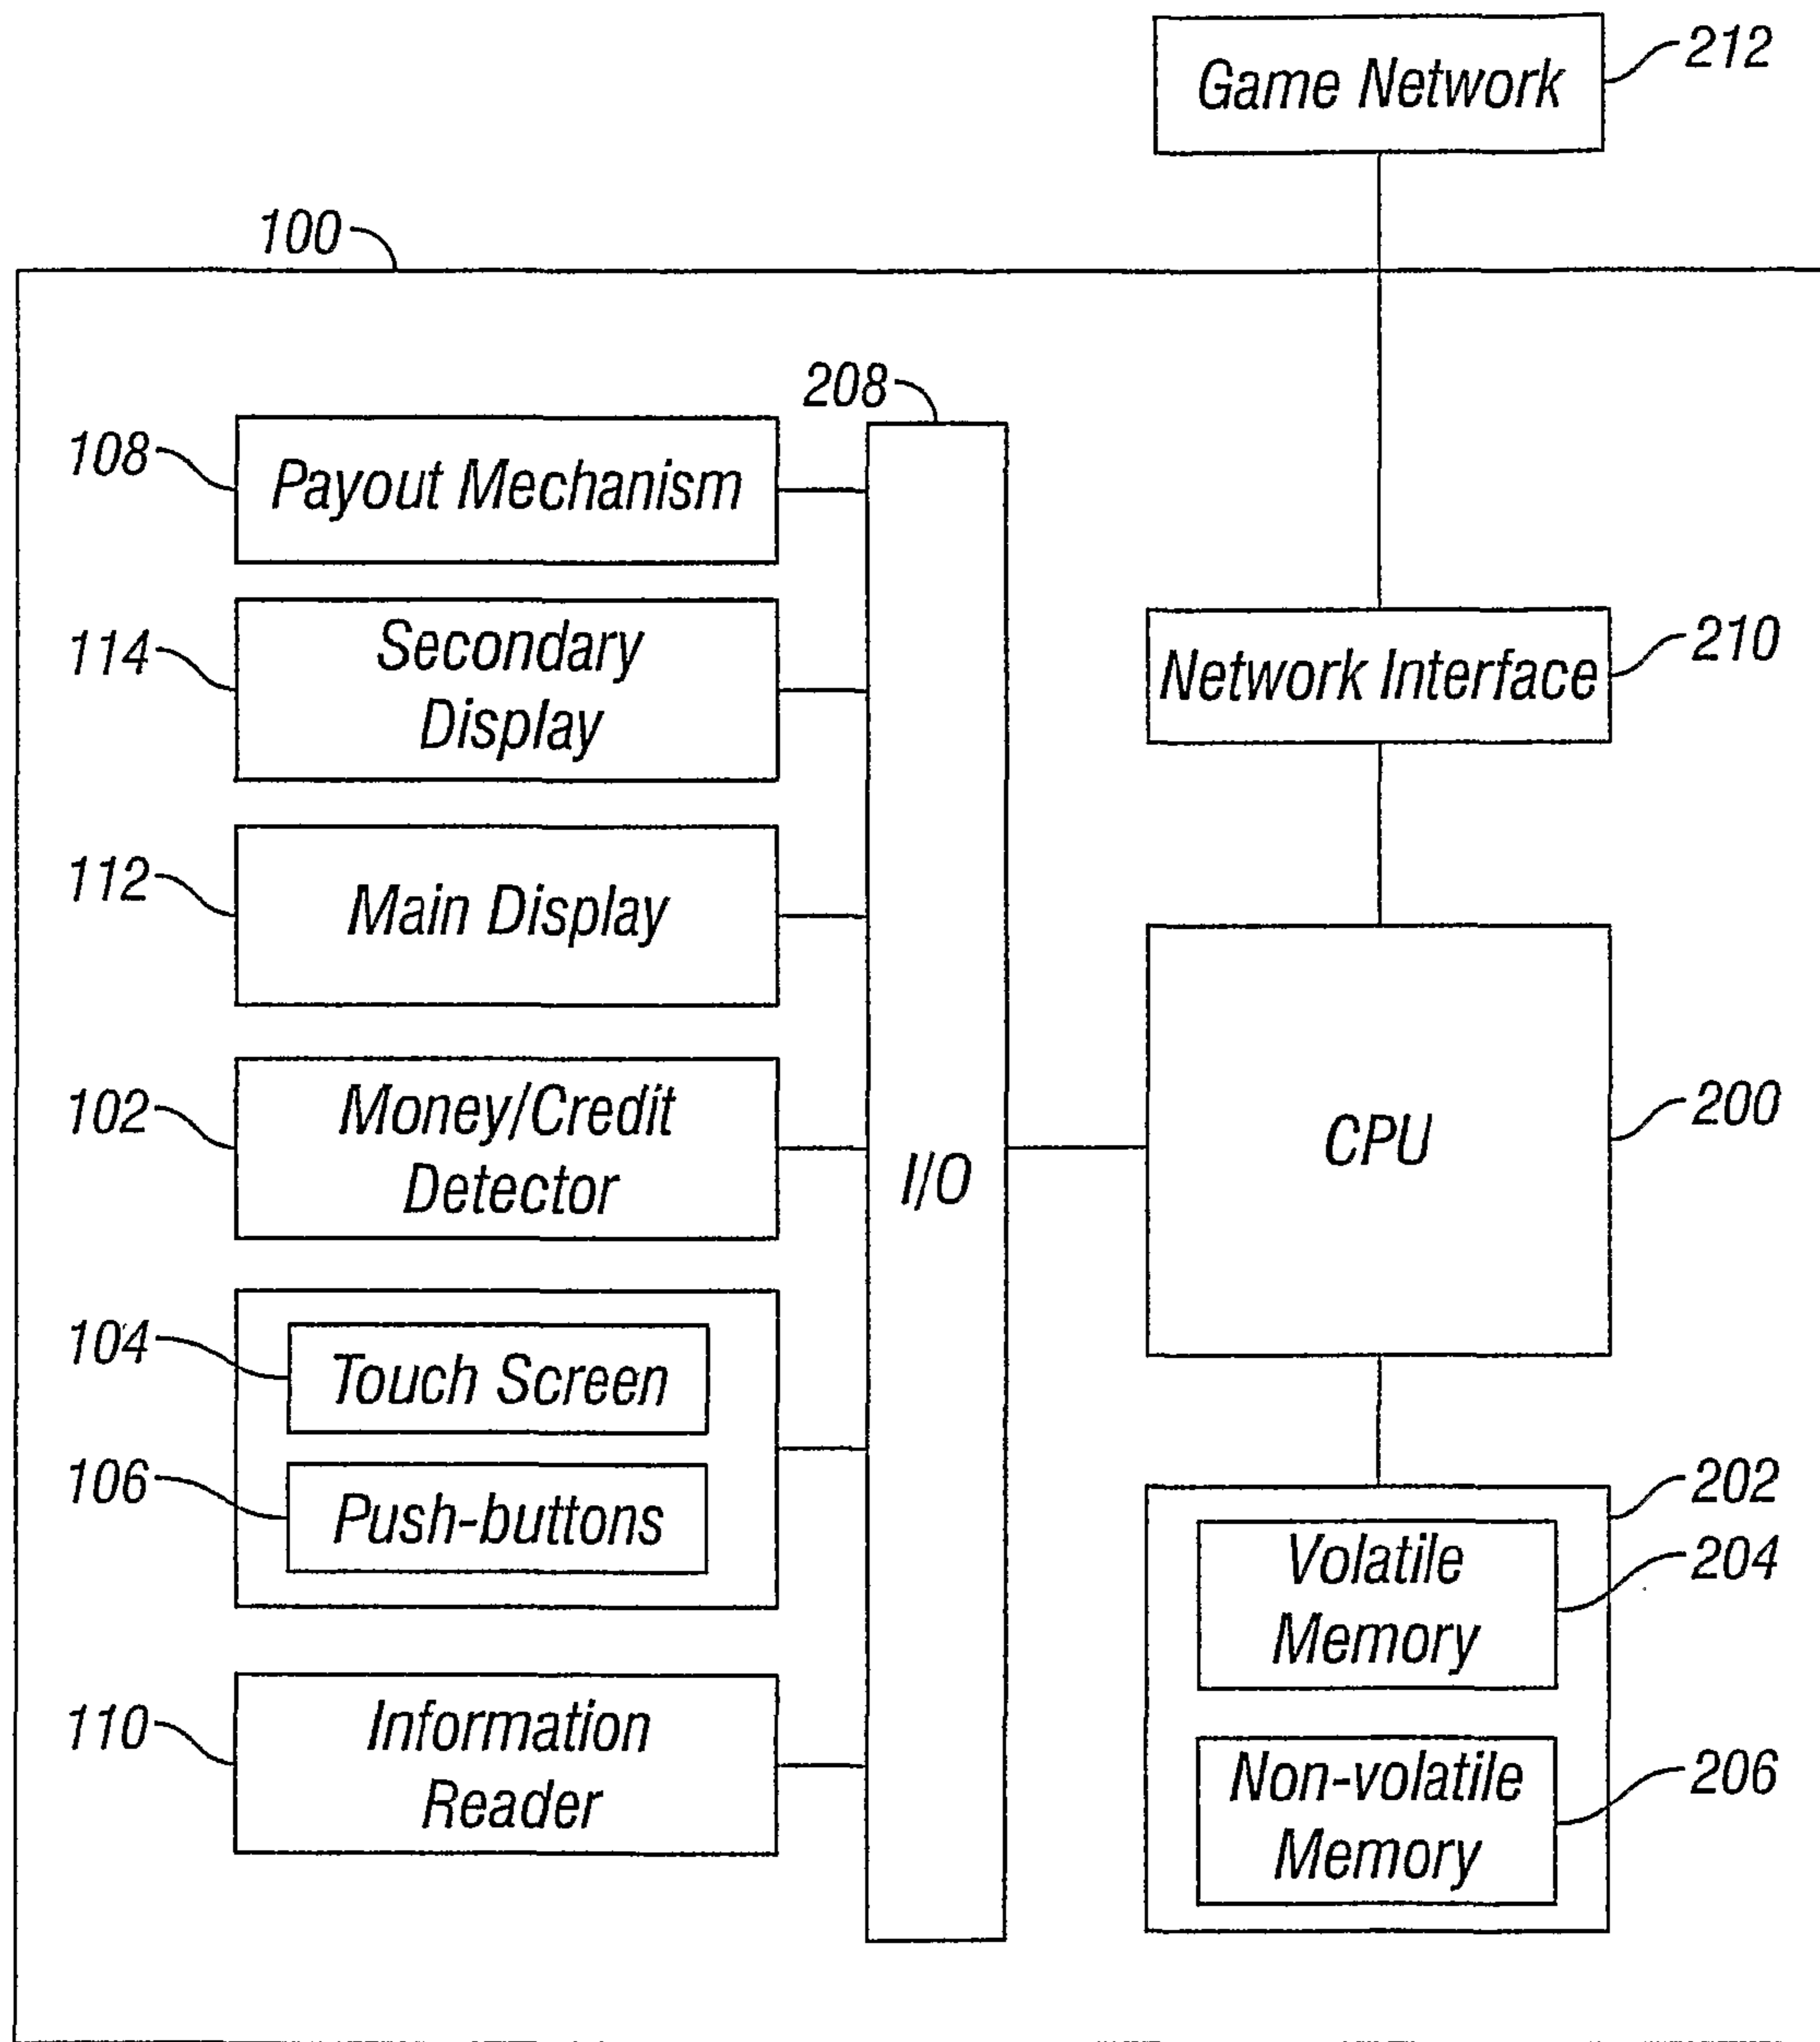 212
Game Network
100
208
108
Payout Mechanism
114
Secondary
Display
210
Network Interface
112
Main Display
102
Money/Credit
Detector
I/O
CPU
200
104
Touch Screen
106
Push-buttons
202
Volatile
Memory
204
110
Information
Reader
Non-volatile
Memory
206